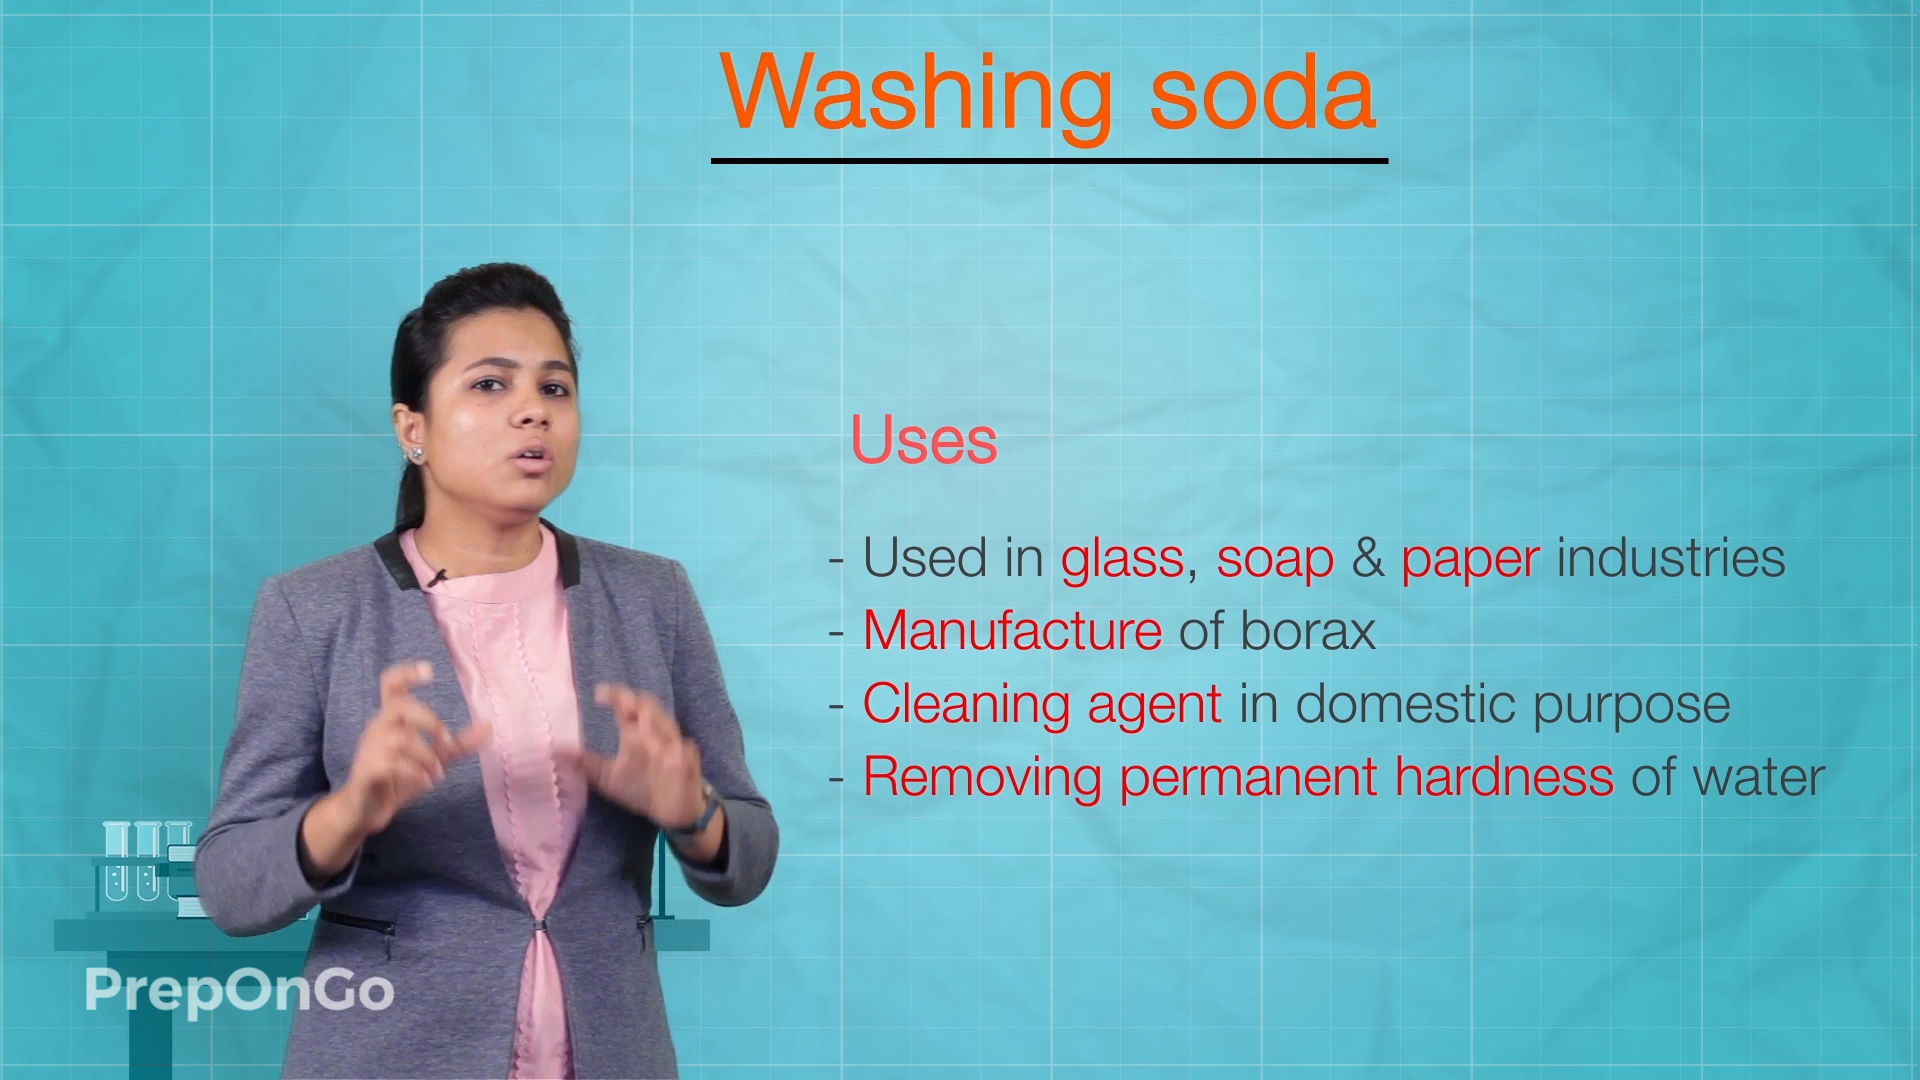 Washing soda
Uses
- Used in glass, soap & paper industries
- Manufacture of borax
- Cleaning agent in domestic purpose
- Removing permanent hardness of water
PrepOnGo